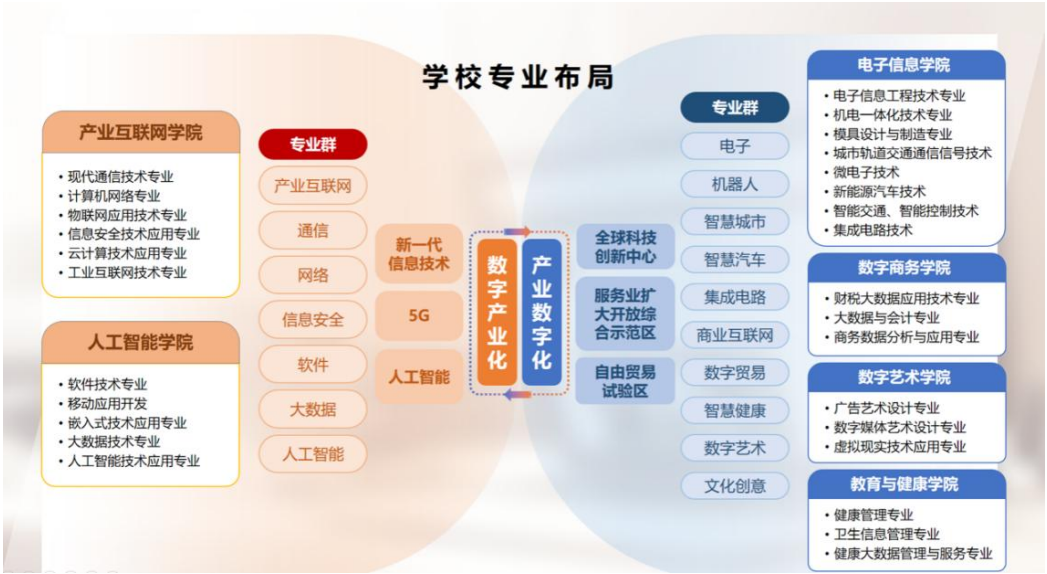 学校专业布局
产业互联网学院
• 现代通信技术专业
• 计算机网络专业
• 物联网应用技术专业
• 信息安全技术应用专业
• 云计算技术应用专业
• 工业互联网技术专业
人工智能学院
• 软件技术专业
• 移动应用开发
• 嵌入式技术应用专业
• 大数据技术专业
• 人工智能技术应用专业
专业群
产业互联网
通信
网络
信息安全
软件
大数据
人工智能
新一代
信息技术
5G
人工智能
数字产业化
产业数字化
全球科技
创新中心
服务业扩
大开放综
合示范区
自由贸易
试验区
专业群
电子
机器人
智慧城市
智慧汽车
集成电路
商业互联网
数字贸易
智慧健康
数字艺术
文化创意
电子信息学院
• 电子信息工程技术专业
• 机电一体化技术专业
• 模具设计与制造专业
• 城市轨道交通通信信号技术
• 微电子技术
• 新能源汽车技术
• 智能交通、智能控制技术
• 集成电路技术
数字商务学院
• 财税大数据应用技术专业
• 大数据与会计专业
• 商务数据分析与应用专业
数字艺术学院
• 广告艺术设计专业
• 数字媒体艺术设计专业
• 虚拟现实技术应用专业
教育与健康学院
• 健康管理专业
• 卫生信息管理专业
• 健康大数据管理与服务专业